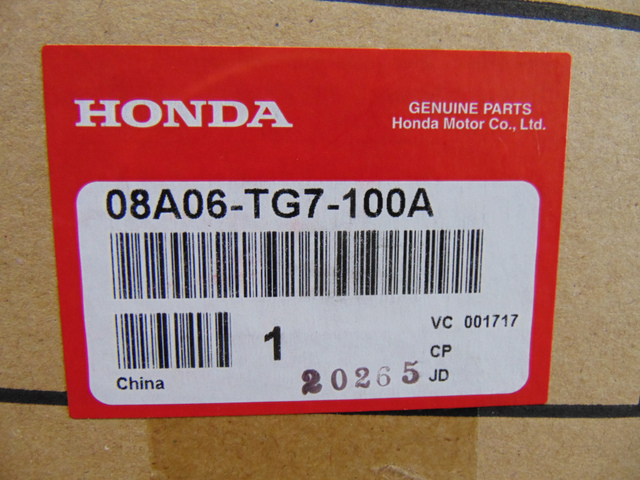 HONDA
GENUINE PARTS
Honda Motor Co., Ltd.
08A06-TG7-100A
1
VC 001717
CP
China
20265 JD